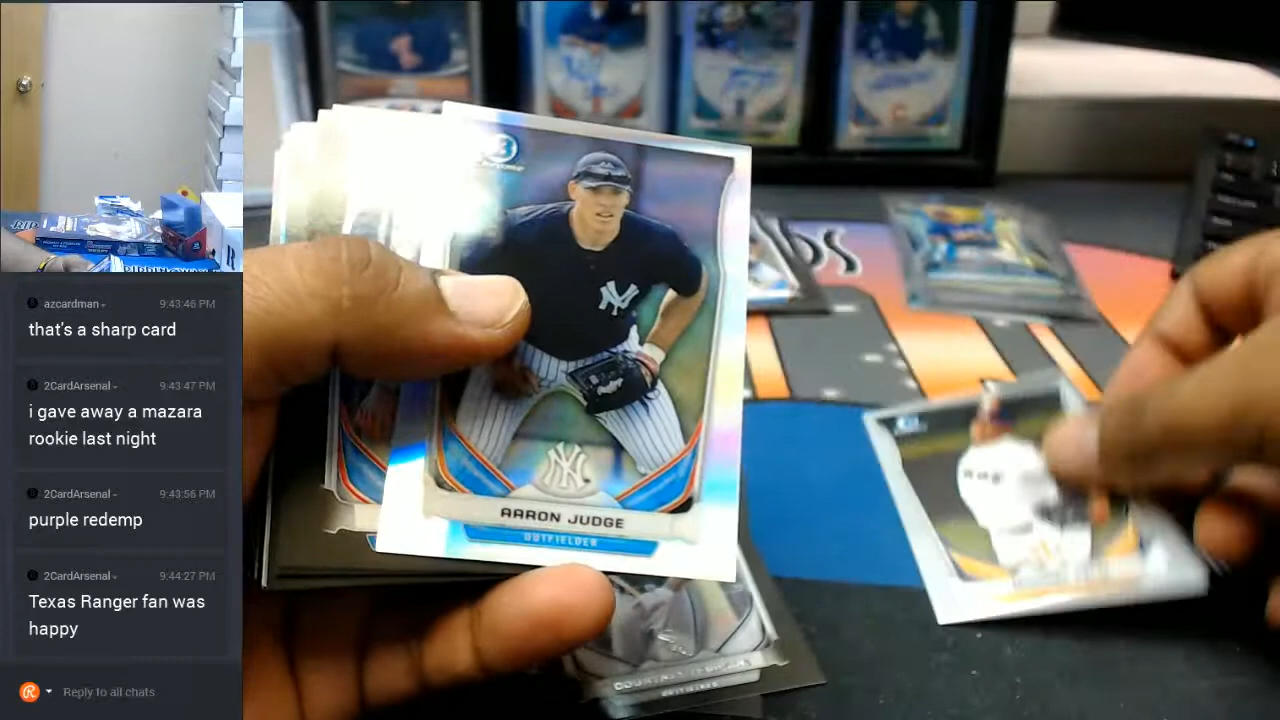 azcardman
9:43:46 PM
that's a sharp card
2CardArsenal
9:43:47 PM
i gave away a mazara
rookie last night
2CardArsenal
9:43:56 PM
purple redemp
2CardArsenal
9:44:27 PM
Texas Ranger fan was
happy
Reply to all chats
NY
AARON JUDGE
OUTFIELDER